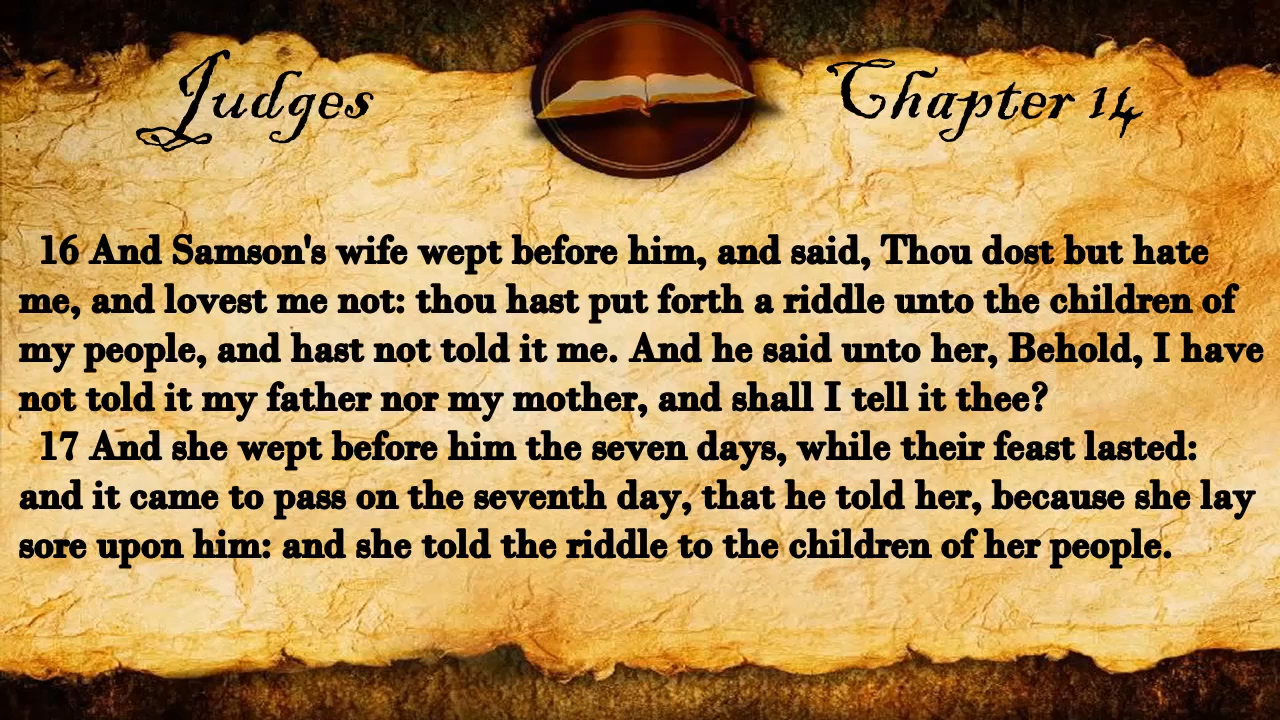 Judges
Chapter 14
16 And Samson's wife wept before him, and said, Thou dost but hate
me, and lovest me not: thou hast put forth a riddle unto the children of
my people, and hast not told it me. And he said unto her, Behold, I have
not told it my father nor my mother, and shall I tell it thee?
17 And she wept before him the seven days, while their feast lasted:
and it came to pass on the seventh day, that he told her, because she lay
sore upon him: and she told the riddle to the children of her people.